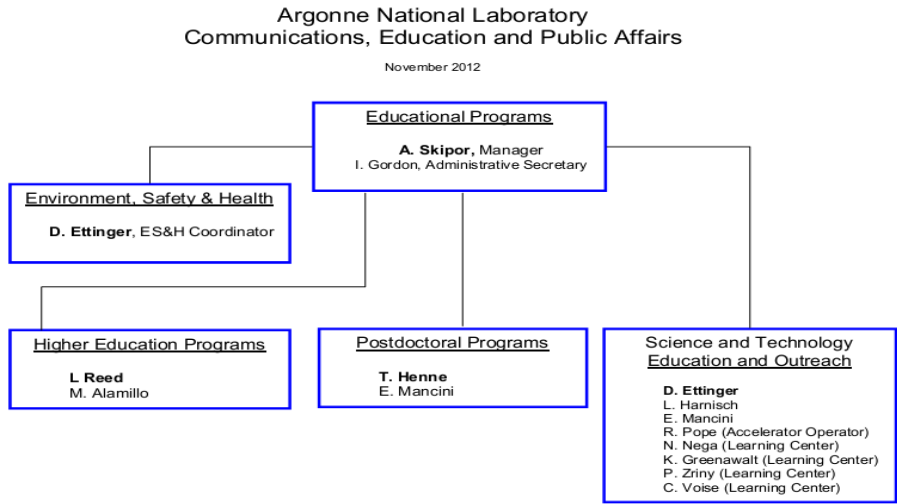 Argonne National Laboratory
Communications, Education and Public Affairs
November 2012
Educational Programs
A. Skipor, Manager
I. Gordon, Administrative Secretary
Environment, Safety & Health
D. Ettinger, ES&H Coordinator
Higher Education Programs
L Reed
M. Alamillo
Postdoctoral Programs
T. Henne
E. Mancini
Science and Technology
Education and Outreach
D. Ettinger
L. Harnisch
E. Mancini
R. Pope (Accelerator Operator)
N. Nega (Learning Center)
K. Greenawalt (Learning Center)
P. Zriny (Learning Center)
C. Voise (Learning Center)